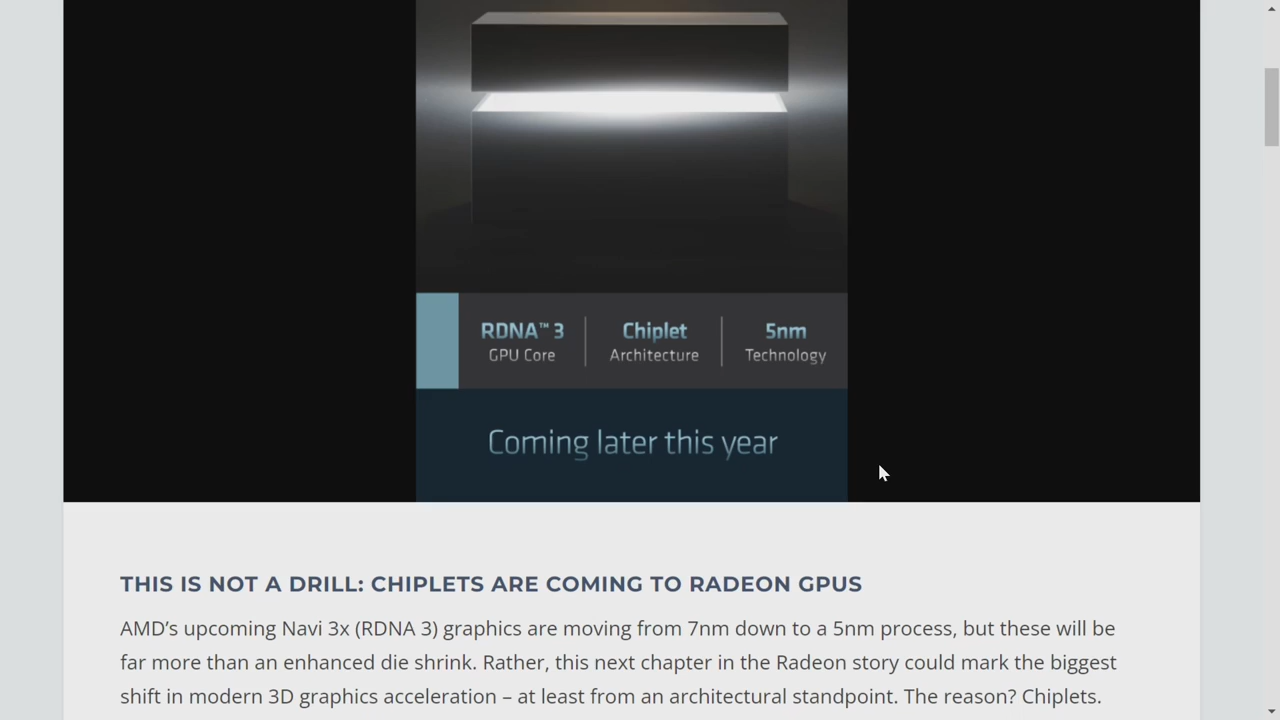 RDNA™ 3 Chiplet 5nm
GPU Core Architecture Technology
Coming later this year
THIS IS NOT A DRILL: CHIPLETS ARE COMING TO RADEON GPUS
AMD’s upcoming Navi 3x (RDNA 3) graphics are moving from 7nm down to a 5nm process, but these will be
far more than an enhanced die shrink. Rather, this next chapter in the Radeon story could mark the biggest
shift in modern 3D graphics acceleration – at least from an architectural standpoint. The reason? Chiplets.